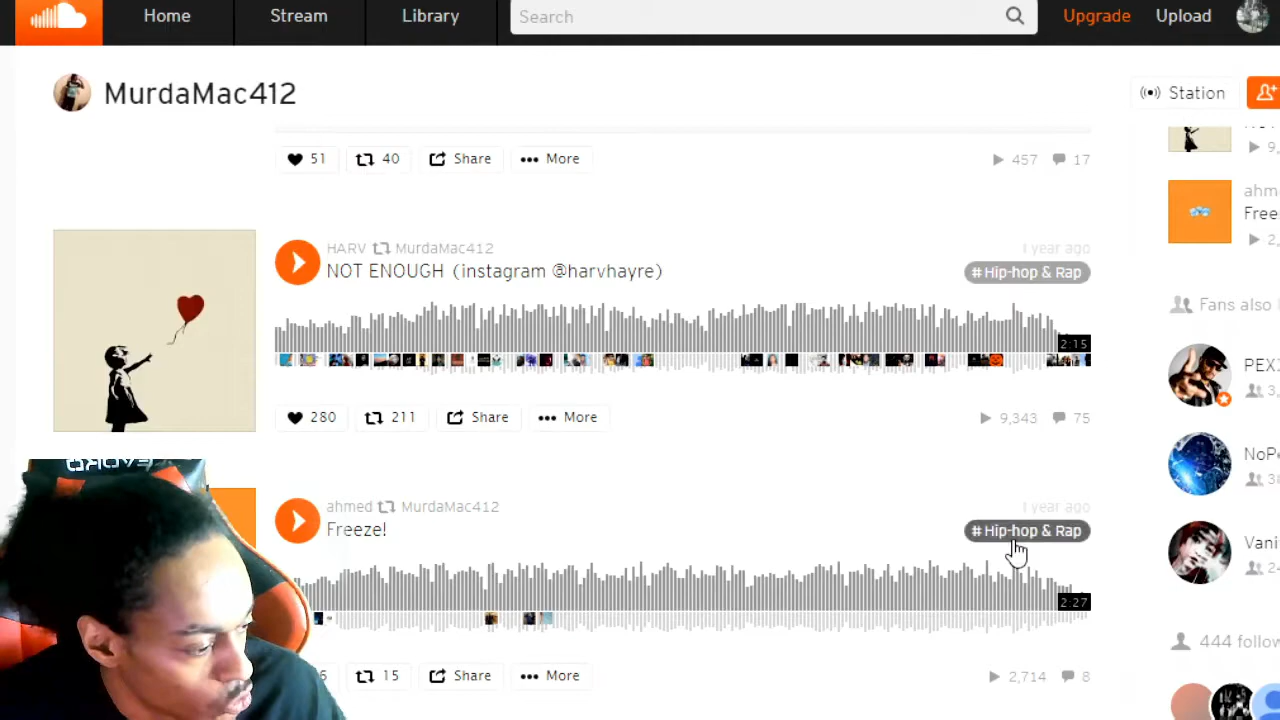 Home
Stream
Library
Search
Upgrade
Upload
MurdaMac412
Station
51
40
Share
More
457
17
HARV MurdaMac412
1 year ago
NOT ENOUGH (instagram @harvhayre)
# Hip-hop & Rap
2:15
280
211
Share
More
9,343
75
ahmed MurdaMac412
1 year ago
Freeze!
# Hip-hop & Rap
2:27
15
Share
More
2,714
8
Fans also
444